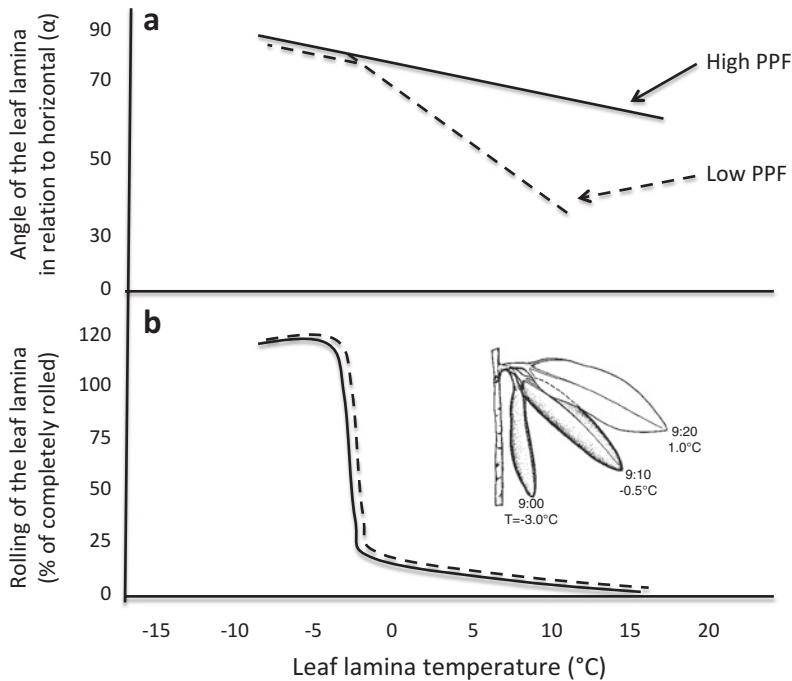 a
Angle of the leaf lamina
in relation to horizontal (α)
90
70
50
30
0
High PPF
Low PPF
b
Rolling of the leaf lamina
(% of completely rolled)
120
100
75
50
25
0
9:20
1.0°C
9:10
-0.5°C
9:00
T=-3.0°C
-15 -10 -5 0 5 10 15 20
Leaf lamina temperature (°C)